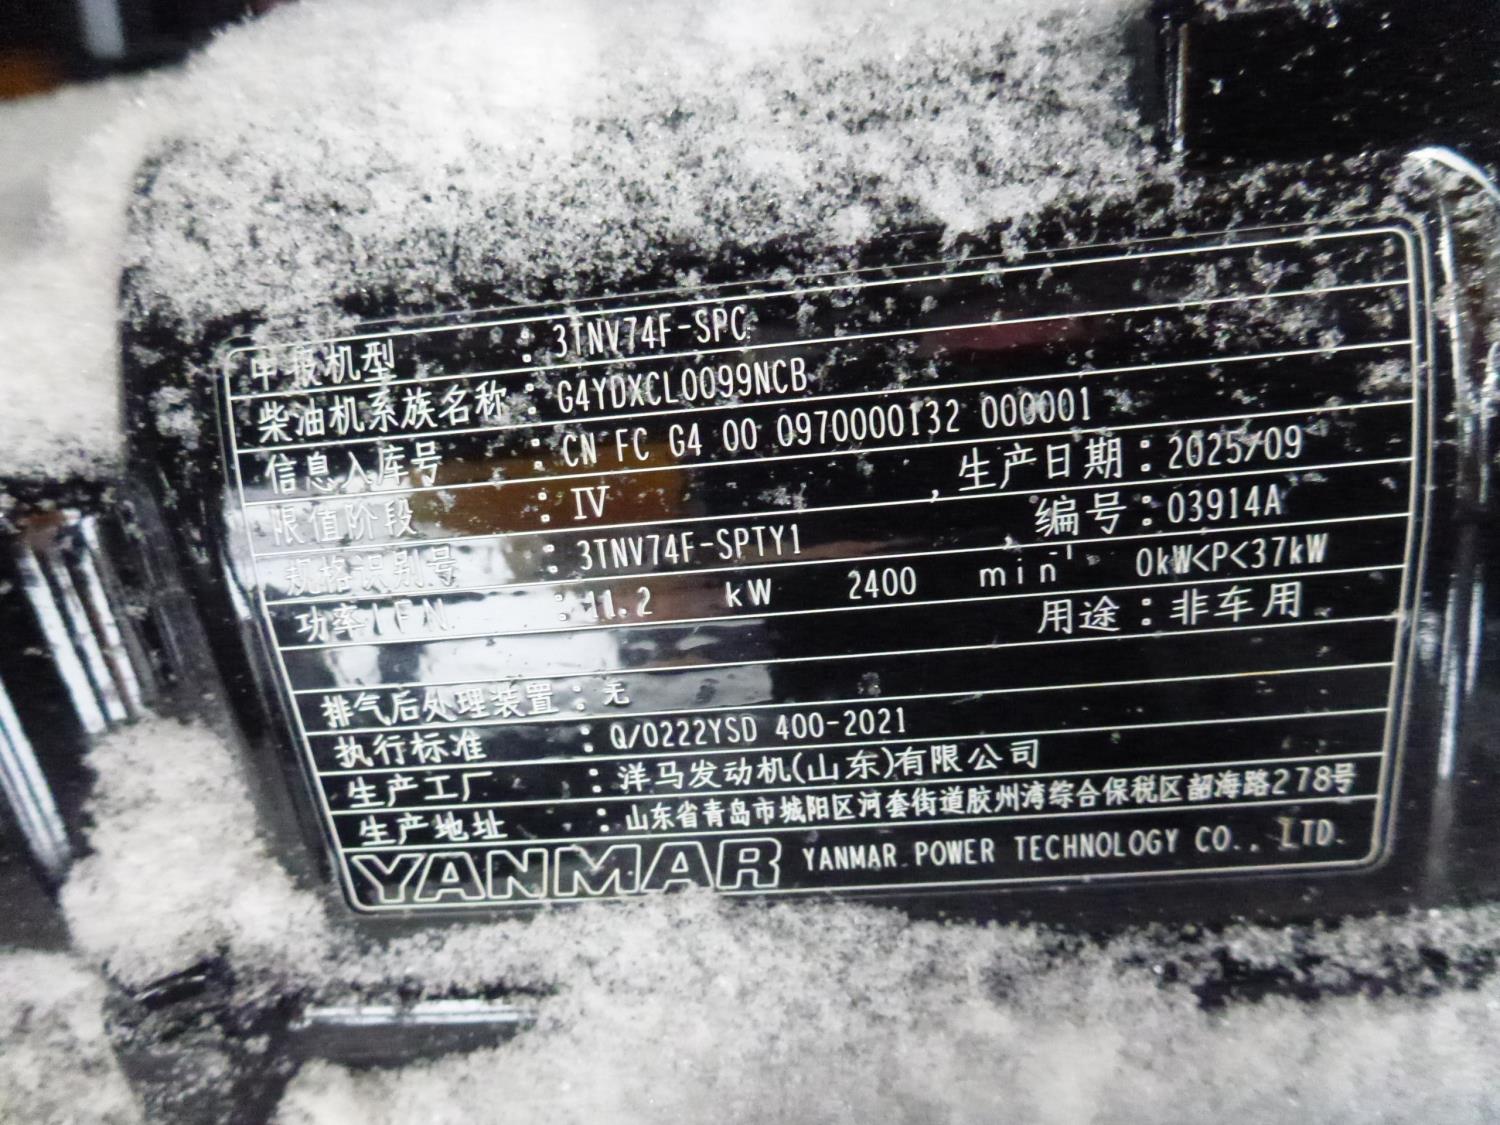 申报机型 : 3TNV74F-SPC
柴油机系族名称 : G4YDXCL0099NCB
信息入库号 : CN FC G4 00 0970000132 000001
限值阶段 : IV , 生产日期 : 2025/09
规格识别号 : 3TNV74F-SPTY1 , 编号 : 03914A
功率IFN : 11.2 kW 2400 min⁻¹ 0kW<P<37kW
用途 : 非车用
排气后处理装置 : 无
执行标准 : Q/0222YSD 400-2021
生产工厂 : 洋马发动机(山东)有限公司
生产地址 : 山东省青岛市城阳区河套街道胶州湾综合保税区韶海路278号
YANMAR YANMAR POWER TECHNOLOGY CO., LTD.